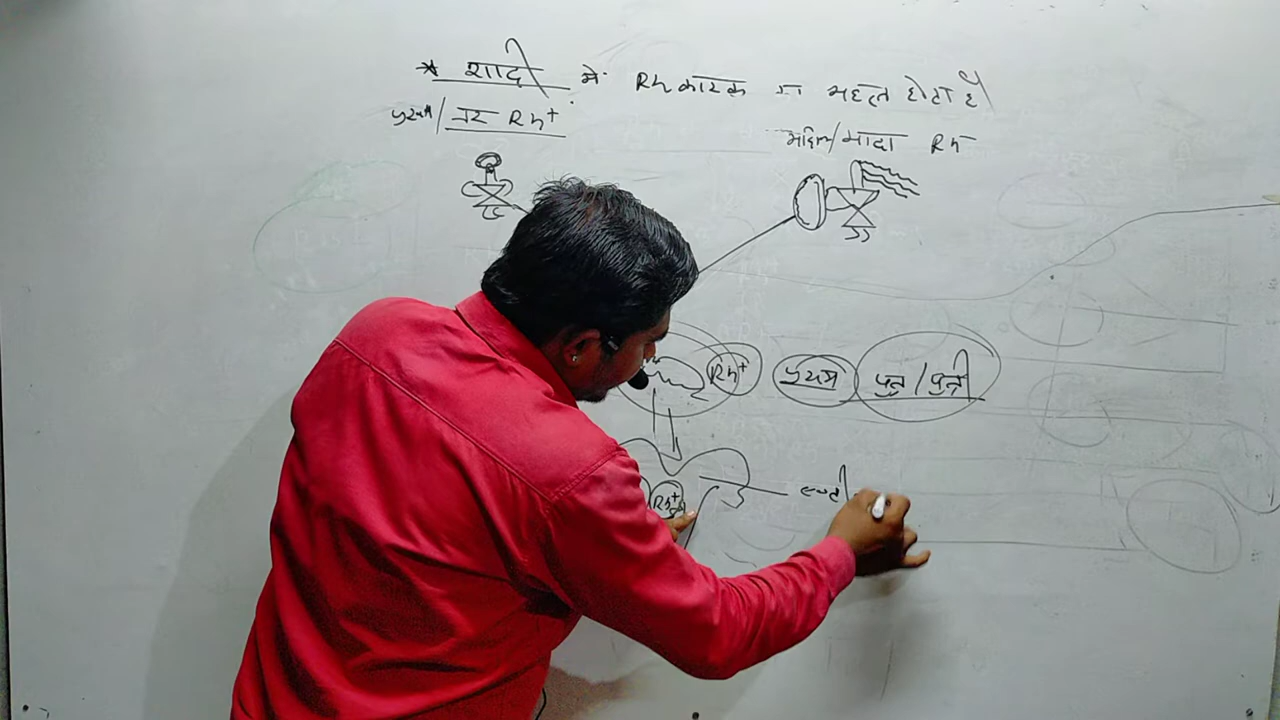 * शादी में Rh कारक का महत्व होता है
पुरुष/नर Rh+
महिला/मादा Rh-
Rh+ प्रथम पुत्र/पुत्री
Rh+